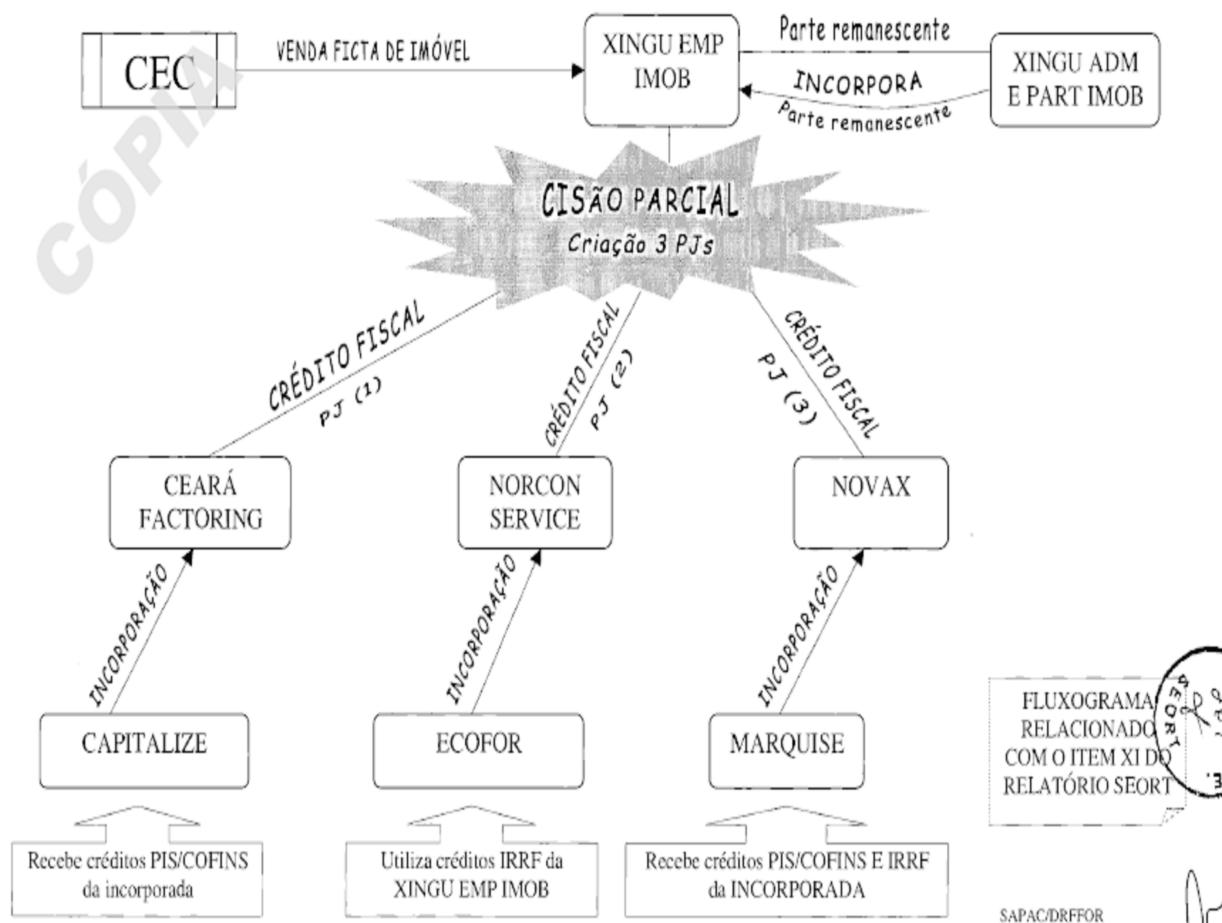 CEC
VENDA FICTA DE IMÓVEL
XINGU EMP
IMOB
Parte remanescente
INCORPORA
Parte remanescente
XINGU ADM
E PART IMOB
CÓPIA
CISÃO PARCIAL
Criação 3 PJs
CRÉDITO FISCAL
PJ (1)
CRÉDITO FISCAL
PJ (2)
CRÉDITO FISCAL
PJ (3)
CEARÁ
FACTORING
NORCON
SERVICE
NOVAX
INCORPORAÇÃO
INCORPORAÇÃO
INCORPORAÇÃO
CAPITALIZE
ECOFOR
MARQUISE
FLUXOGRAMA
RELACIONADO
COM O ITEM XI DO
RELATÓRIO SEORT
SEORT
Recebe créditos PIS/COFINS
da incorporada
Utiliza créditos IRRF da
XINGU EMP IMOB
Recebe créditos PIS/COFINS E IRRF
da INCORPORADA
SAPAC/DRFFOR